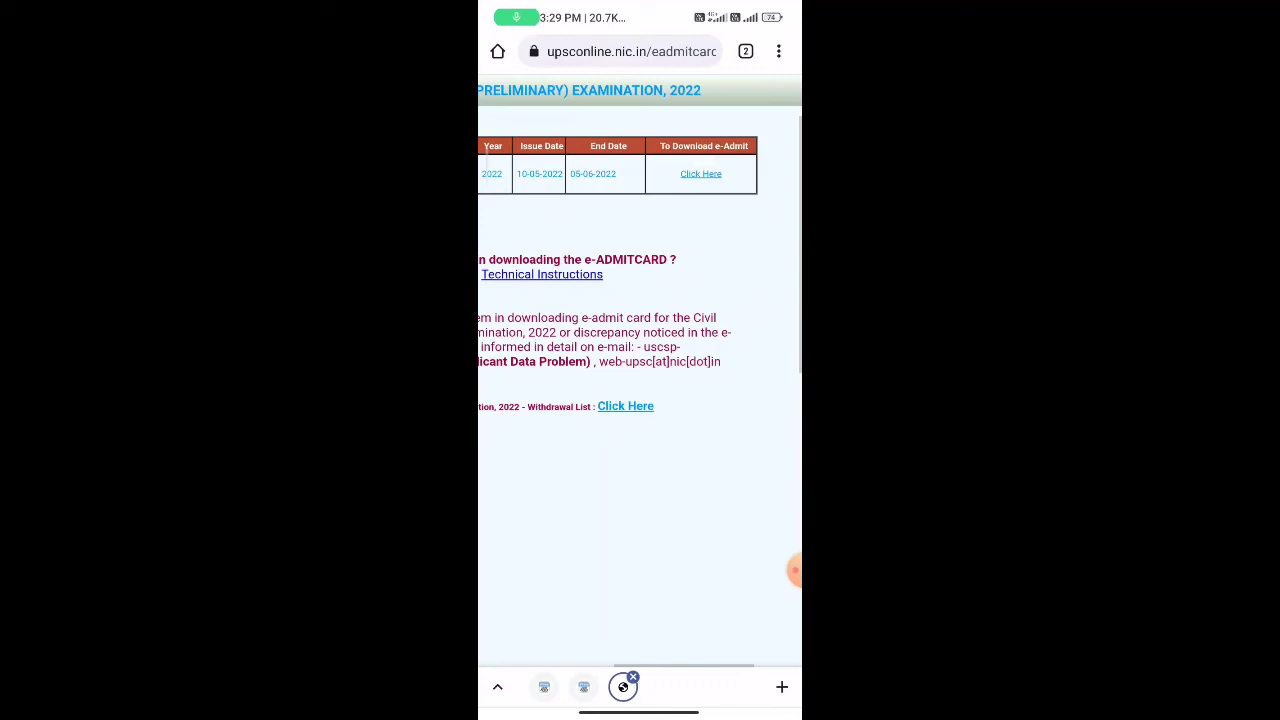 3:29 PM | 20.7K...
74
upsconline.nic.in/eadmitcard
2
PRELIMINARY) EXAMINATION, 2022
Year Issue Date End Date To Download e-Admit
2022 10-05-2022 05-06-2022 Click Here
n downloading the e-ADMITCARD ?
Technical Instructions
em in downloading e-admit card for the Civil
mination, 2022 or discrepancy noticed in the e-
informed in detail on e-mail: - uscsp-
licant Data Problem) , web-upsc[at]nic[dot]in
tion, 2022 - Withdrawal List : Click Here